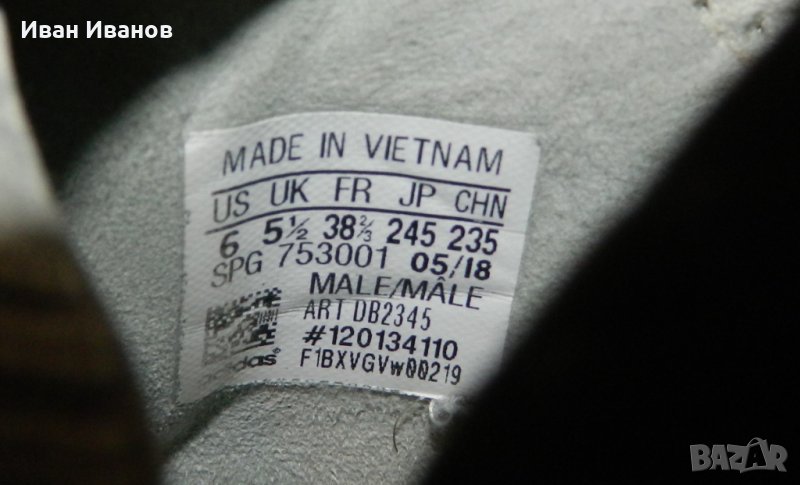 Иван Иванов
MADE IN VIETNAM
US UK FR JP CHN
6 5½ 38⅔ 245 235
SPG 753001 05/18
MALE/MÂLE
ART DB2345
#120134110
adidas® F1BXVGVw00219
BAZAR